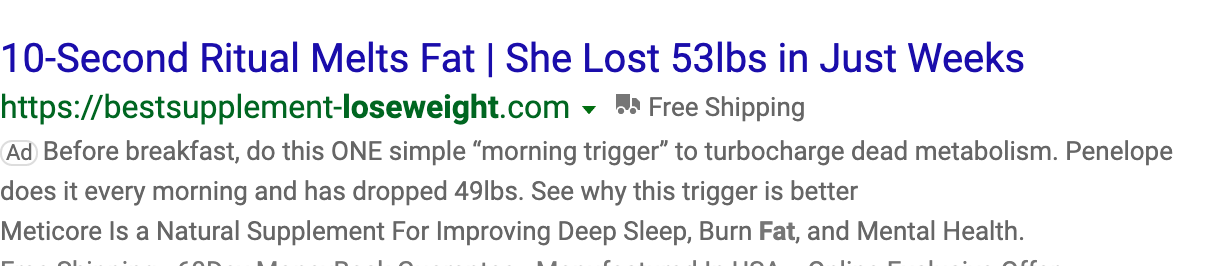 10-Second Ritual Melts Fat | She Lost 53lbs in Just Weeks
https://bestsupplement-loseweight.com Free Shipping
Ad Before breakfast, do this ONE simple “morning trigger” to turbocharge dead metabolism. Penelope
does it every morning and has dropped 49lbs. See why this trigger is better
Meticore Is a Natural Supplement For Improving Deep Sleep, Burn Fat, and Mental Health.